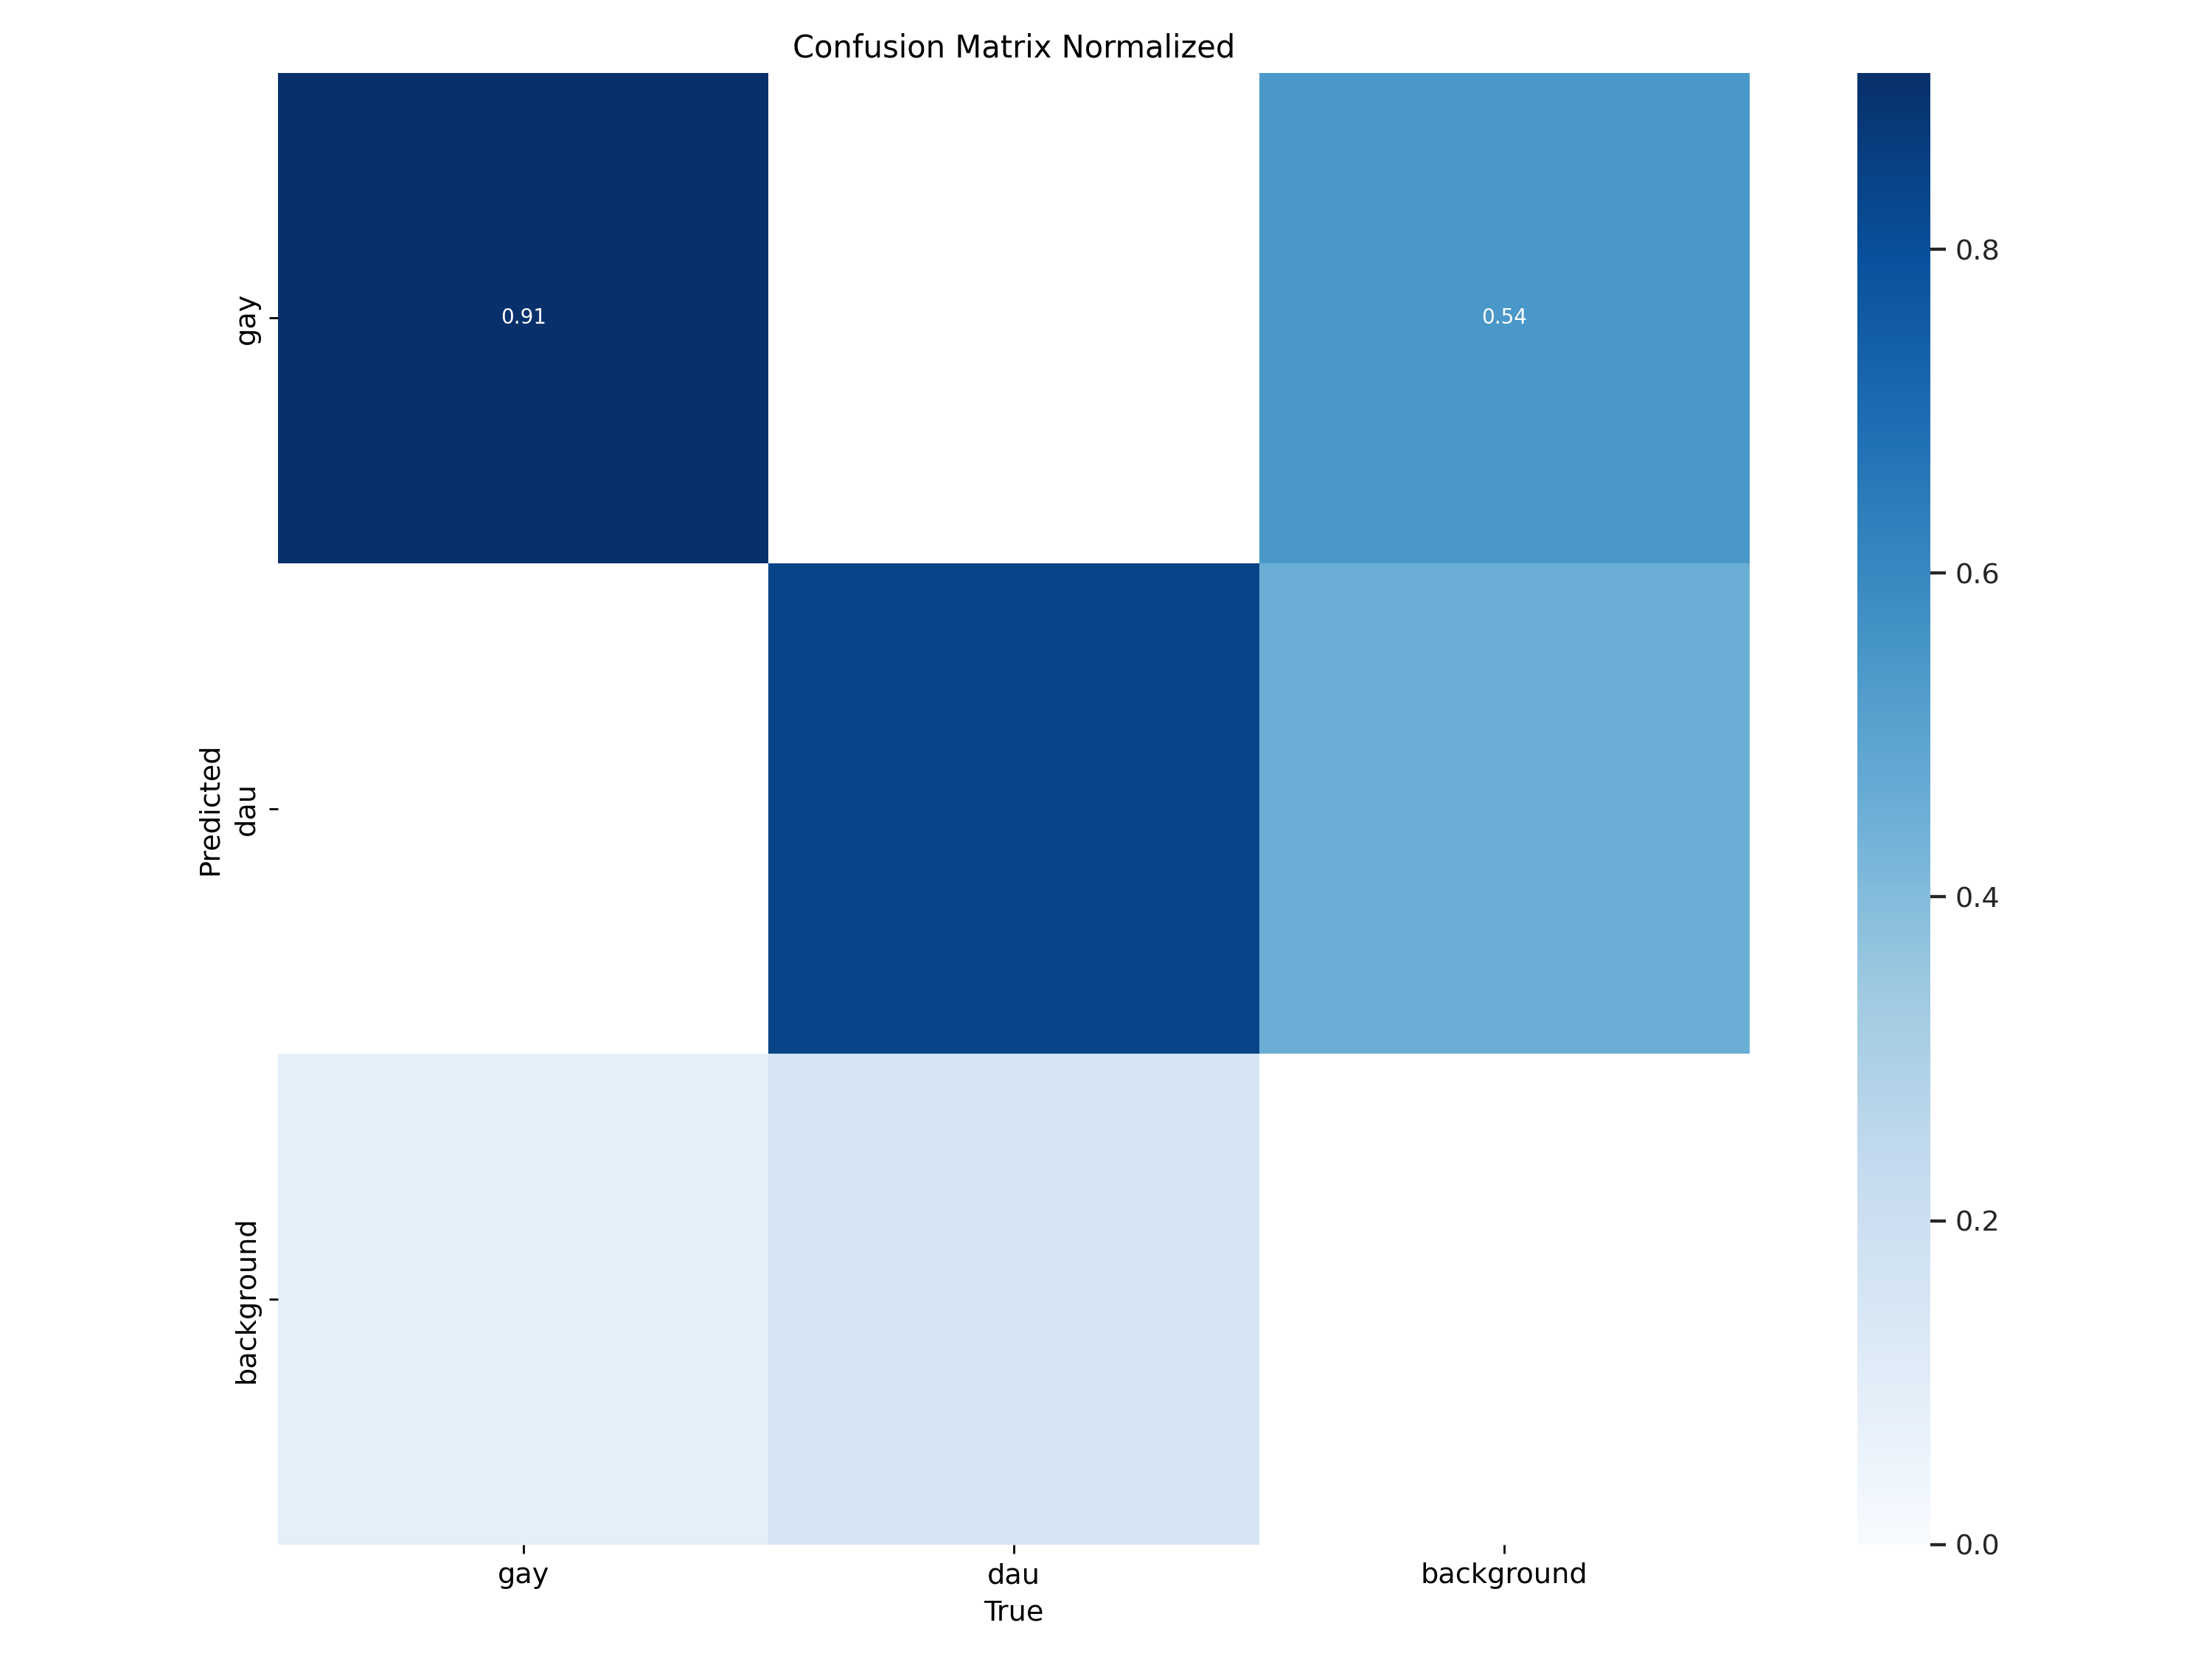 Confusion Matrix Normalized
gay
0.91
0.54
0.8
0.6
Predicted
dau
0.4
background
0.2
0.0
gay
dau
background
True